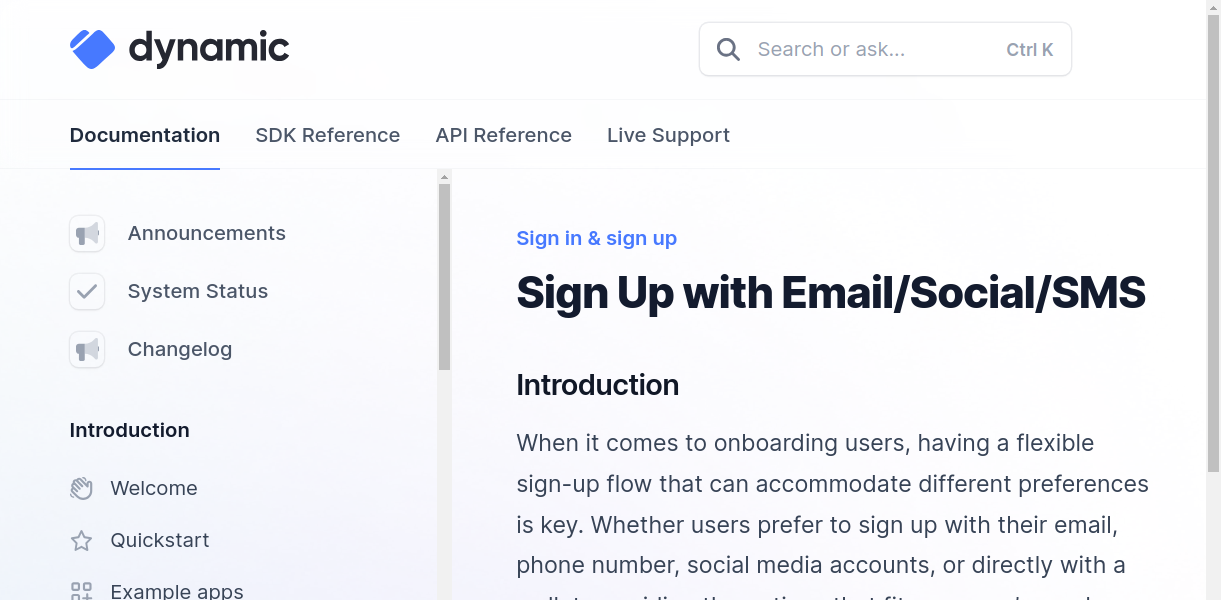 dynamic
Search or ask...
Ctrl K
Documentation
SDK Reference
API Reference
Live Support
Announcements
System Status
Changelog
Introduction
Welcome
Quickstart
Example apps
Sign in & sign up
Sign Up with Email/Social/SMS
Introduction
When it comes to onboarding users, having a flexible
sign-up flow that can accommodate different preferences
is key. Whether users prefer to sign up with their email,
phone number, social media accounts, or directly with a